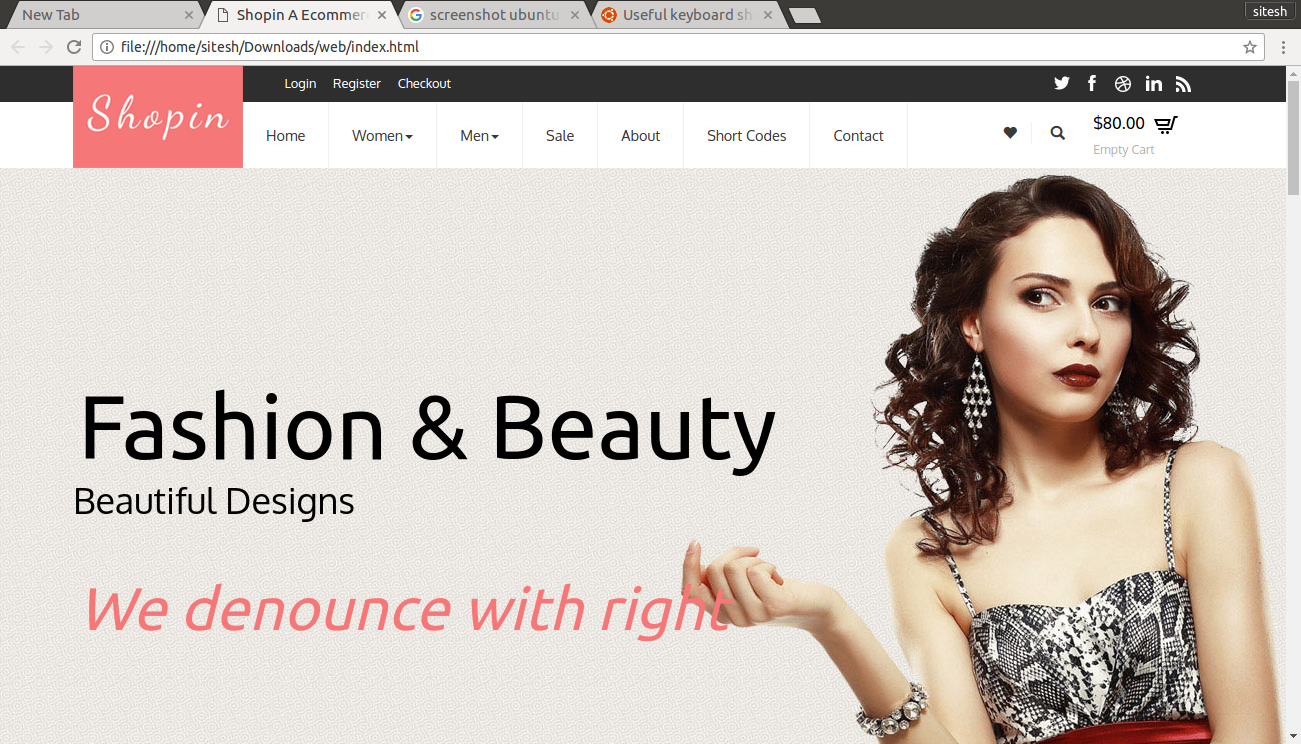 New Tab
Shopin A Ecommer
screenshot ubuntu
Useful keyboard sh
sitesh
file:///home/sitesh/Downloads/web/index.html
Shopin
Login Register Checkout
Home Women Men Sale About Short Codes Contact
$80.00
Empty Cart
Fashion & Beauty
Beautiful Designs
We denounce with right